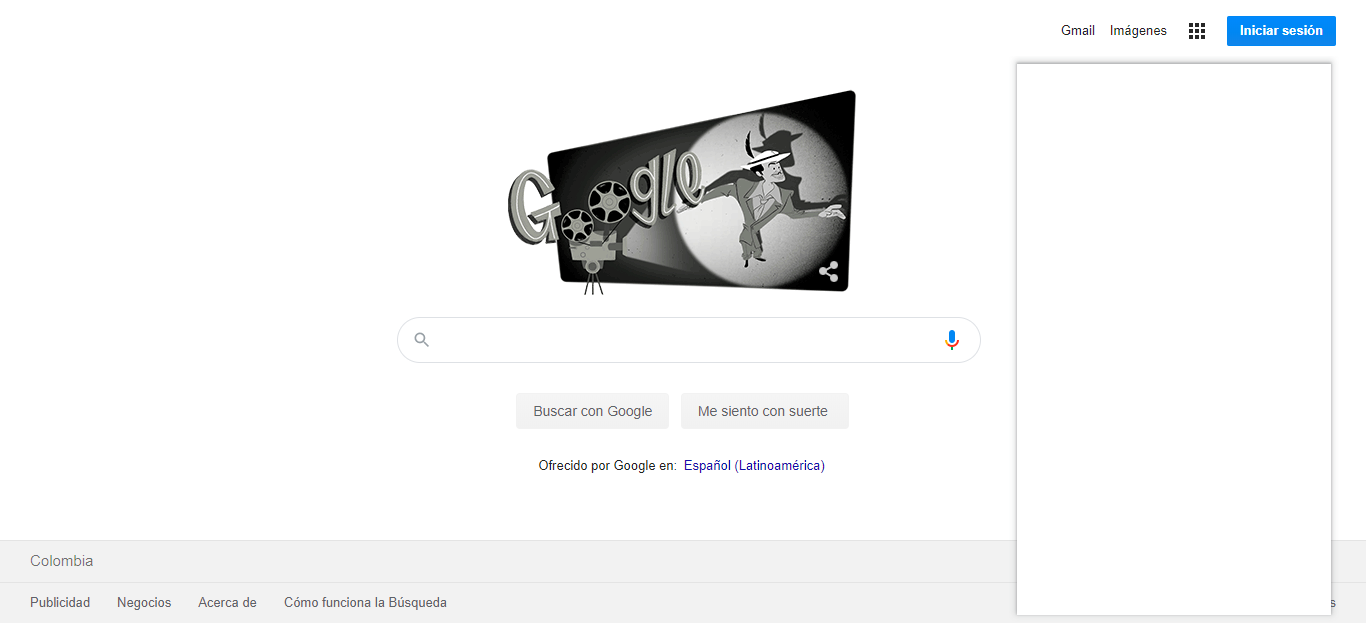 Gmail Imágenes Iniciar sesión
Google
Buscar con Google Me siento con suerte
Ofrecido por Google en: Español (Latinoamérica)
Colombia
Publicidad Negocios Acerca de Cómo funciona la Búsqueda